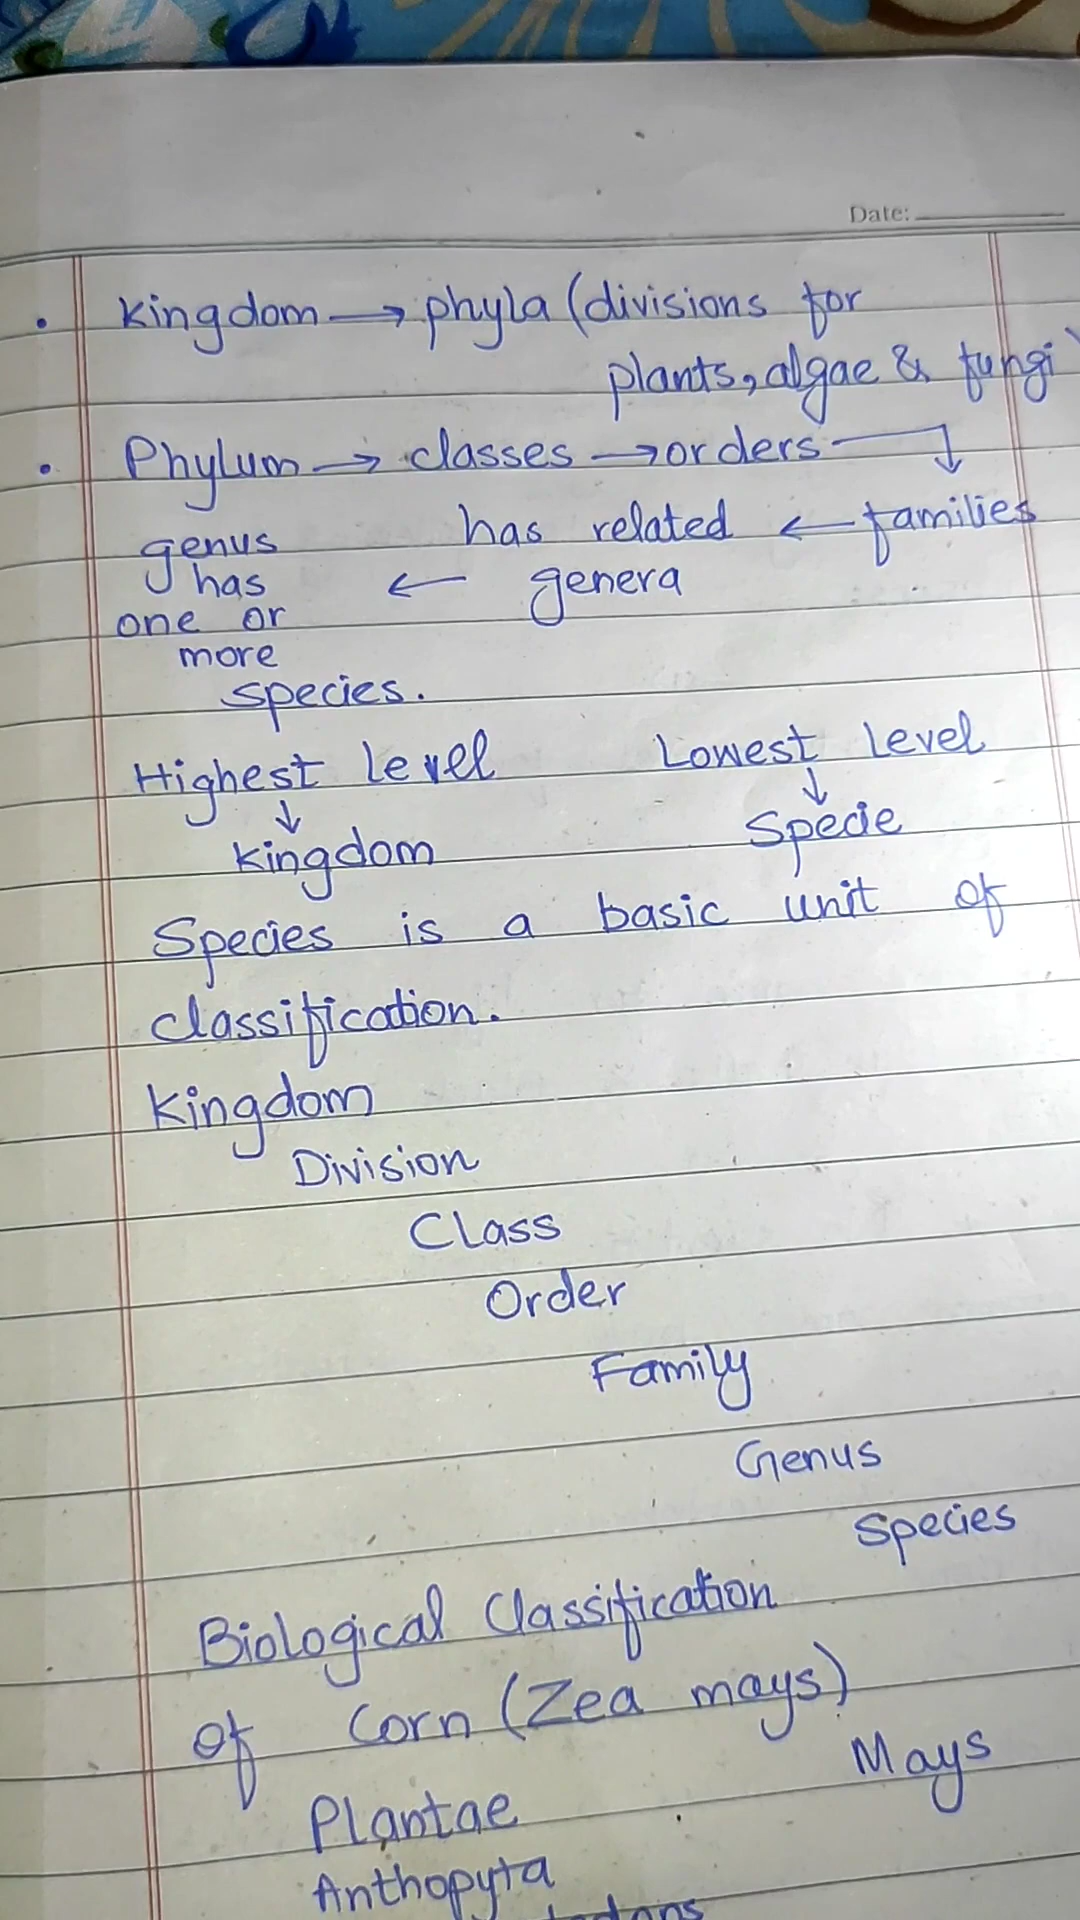 Date:
Kingdom → phyla (divisions for
plants, algae & fungi)
Phylum → classes → orders
has related ← families
genus
has ← genera
one or
more
species.
Highest level Lowest level
↓ ↓
Kingdom Specie
Species is a basic unit of
classification.
Kingdom
Division
Class
Order
Family
Genus
Species
Biological Classification
of Corn (Zea mays)
Mays
Plantae
Anthopyta